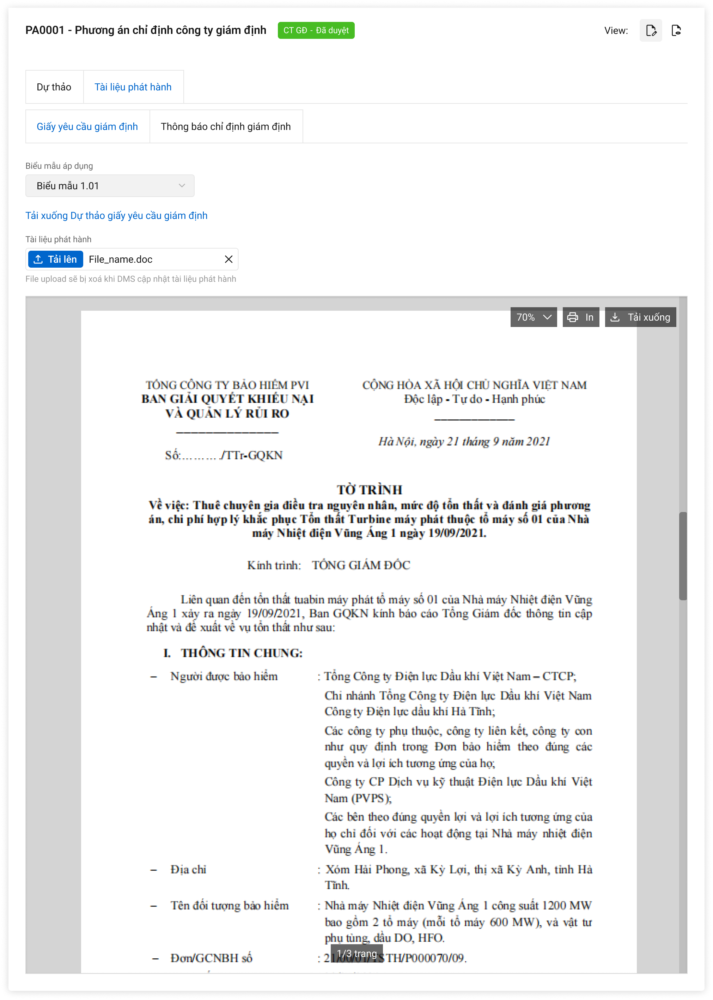 PA0001 - Phương án chỉ định công ty giám định
CT GĐ - Đã duyệt
View:
Dự thảo
Tài liệu phát hành
Giấy yêu cầu giám định
Thông báo chỉ định giám định
Biểu mẫu áp dụng
Biểu mẫu 1.01
Tải xuống Dự thảo giấy yêu cầu giám định
Tài liệu phát hành
Tải lên
File_name.doc
File upload sẽ bị xoá khi DMS cập nhật tài liệu phát hành
70%
In
Tải xuống
TỔNG CÔNG TY BẢO HIỂM PVI
BAN GIẢI QUYẾT KHIẾU NẠI
VÀ QUẢN LÝ RỦI RO
Số:........./TTr-GQKN
CỘNG HÒA XÃ HỘI CHỦ NGHĨA VIỆT NAM
Độc lập - Tự do - Hạnh phúc
Hà Nội, ngày 21 tháng 9 năm 2021
TỜ TRÌNH
Về việc: Thuê chuyên gia điều tra nguyên nhân, mức độ tổn thất và đánh giá phương
án, chi phí hợp lý khắc phục Tổn thất Turbine máy phát thuộc tổ máy số 01 của Nhà
máy Nhiệt điện Vũng Áng 1 ngày 19/09/2021.
Kính trình: TỔNG GIÁM ĐỐC
Liên quan đến tổn thất tuabin máy phát tổ máy số 01 của Nhà máy Nhiệt điện Vũng
Áng 1 xảy ra ngày 19/09/2021, Ban GQKN kính báo cáo Tổng Giám đốc thông tin cập
nhật và đề xuất về vụ tổn thất như sau:
I. THÔNG TIN CHUNG:
– Người được bảo hiểm : Tổng Công ty Điện lực Dầu khí Việt Nam – CTCP;
Chi nhánh Tổng Công ty Điện lực Dầu khí Việt Nam
Công ty Điện lực dầu khí Hà Tĩnh;
Các công ty phụ thuộc, công ty liên kết, công ty con
như quy định trong Đơn bảo hiểm theo đúng các
quyền và lợi ích tương ứng của họ;
Công ty CP Dịch vụ kỹ thuật Điện lực Dầu khí Việt
Nam (PVPS);
Các bên theo đúng quyền lợi và lợi ích tương ứng của
họ chỉ đối với các hoạt động tại Nhà máy nhiệt điện
Vũng Áng 1.
– Địa chỉ : Xóm Hải Phong, xã Kỳ Lợi, thị xã Kỳ Anh, tỉnh Hà
Tĩnh.
– Tên đối tượng bảo hiểm : Nhà máy Nhiệt điện Vũng Áng 1 công suất 1200 MW
bao gồm 2 tổ máy (mỗi tổ máy 600 MW), và vật tư
phụ tùng, dầu DO, HFO.
– Đơn/GCNBH số : 21/00/01/TSTH/P000070/09.
1/3 trang